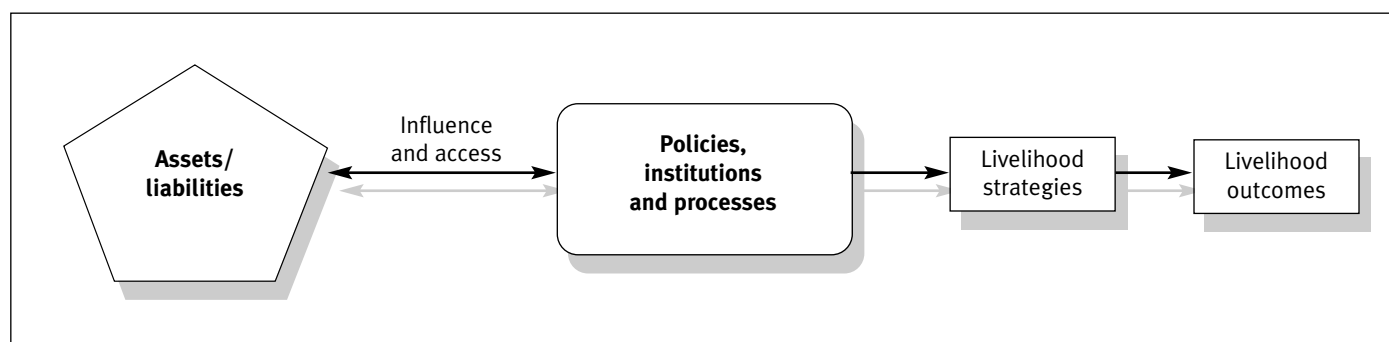 Assets/
liabilities
Influence
and access
Policies,
institutions
and processes
Livelihood
strategies
Livelihood
outcomes